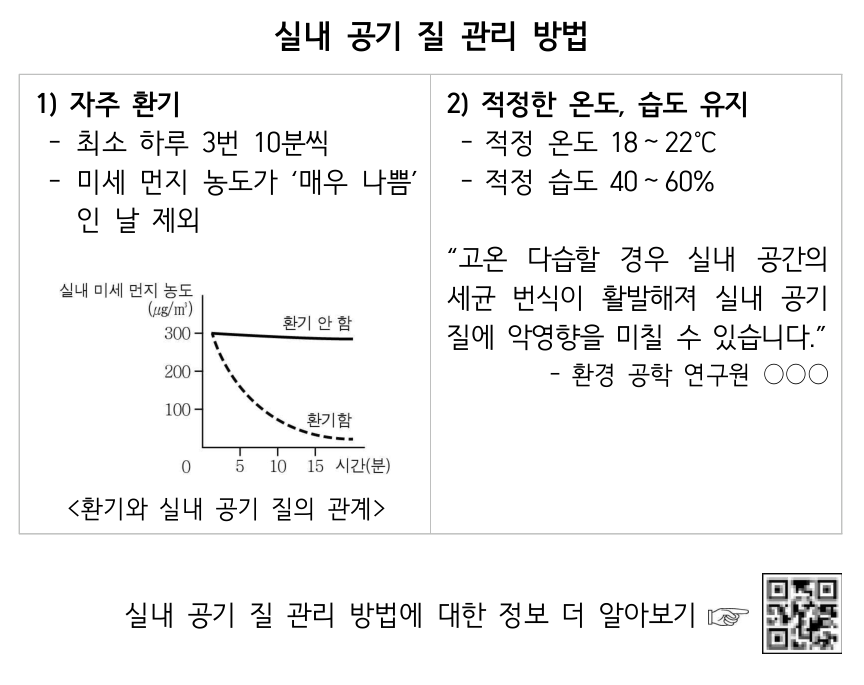 실내 공기 질 관리 방법
1) 자주 환기
- 최소 하루 3번 10분씩
- 미세 먼지 농도가 ‘매우 나쁨’
인 날 제외
실내 미세 먼지 농도
(㎍/㎥)
300
200
100
0
5 10 15 시간(분)
환기 안 함
환기함
<환기와 실내 공기 질의 관계>
2) 적정한 온도, 습도 유지
- 적정 온도 18 ~ 22℃
- 적정 습도 40 ~ 60%
“고온 다습할 경우 실내 공간의
세균 번식이 활발해져 실내 공기
질에 악영향을 미칠 수 있습니다.”
- 환경 공학 연구원 ○○○
실내 공기 질 관리 방법에 대한 정보 더 알아보기 ☞